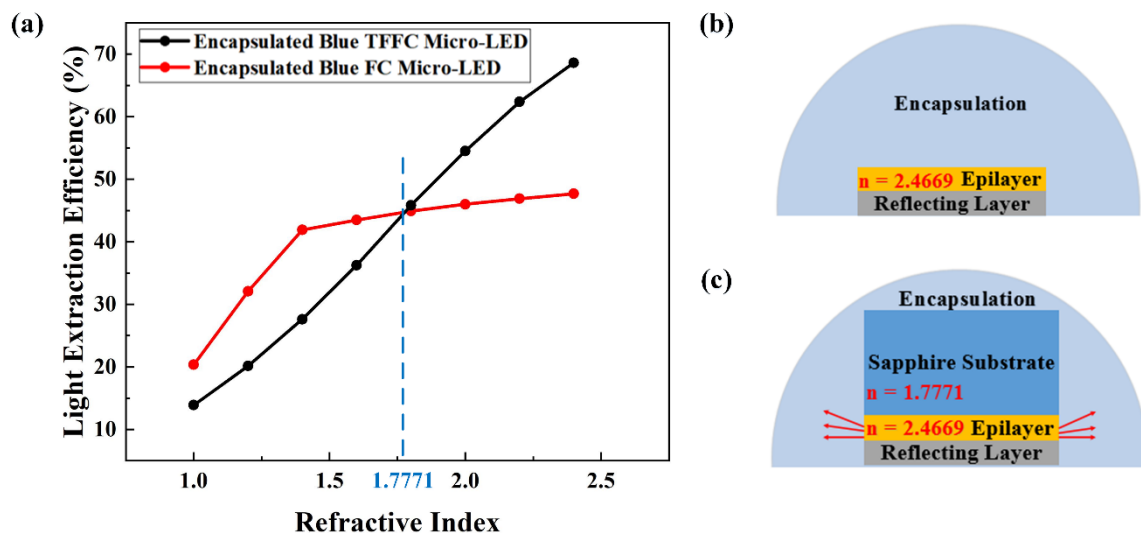 (a)
Light Extraction Efficiency (%)
70
60
50
40
30
20
10
Encapsulated Blue TFFC Micro-LED
Encapsulated Blue FC Micro-LED
1.0
1.5
1.7771
2.0
2.5
Refractive Index
(b)
Encapsulation
n = 2.4669 Epilayer
Reflecting Layer
(c)
Encapsulation
Sapphire Substrate
n = 1.7771
n = 2.4669 Epilayer
Reflecting Layer